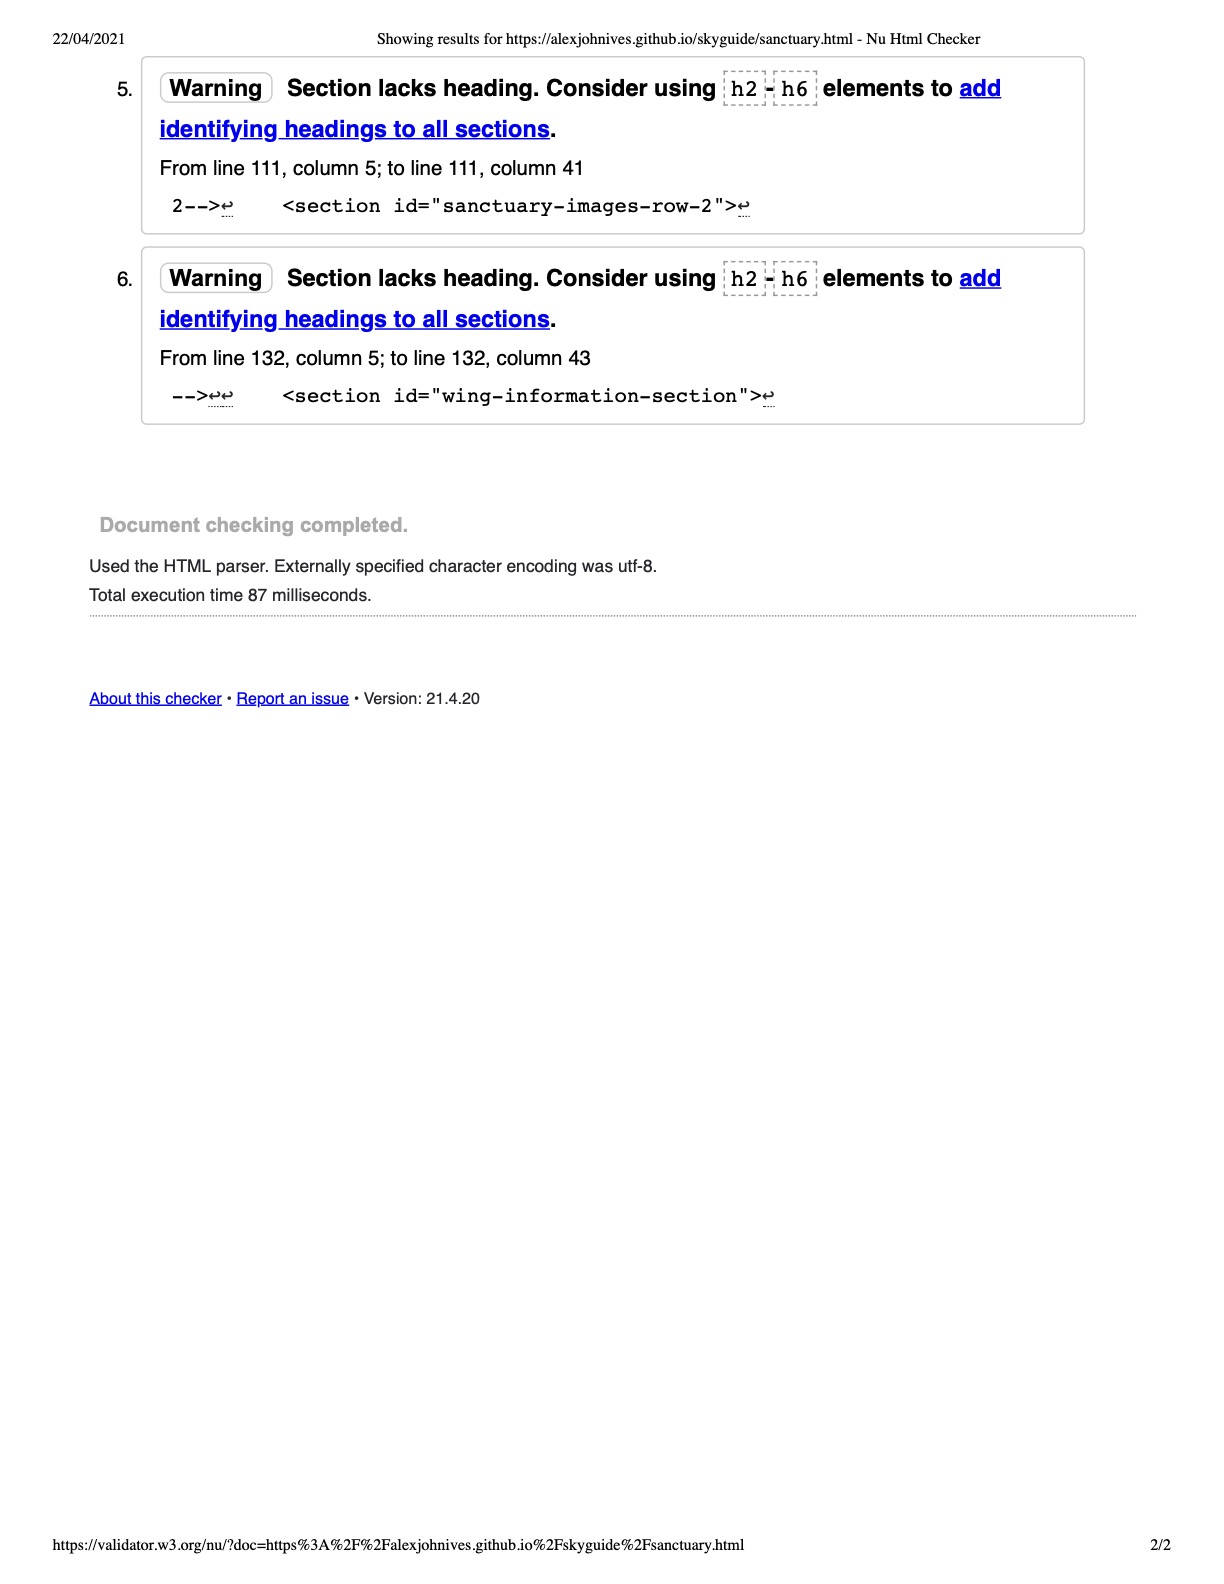 22/04/2021 Showing results for https://alexjohnives.github.io/skyguide/sanctuary.html - Nu Html Checker
5. Warning Section lacks heading. Consider using h2 - h6 elements to add
identifying headings to all sections.
From line 111, column 5; to line 111, column 41
2-->↩ <section id="sanctuary-images-row-2">↩
6. Warning Section lacks heading. Consider using h2 - h6 elements to add
identifying headings to all sections.
From line 132, column 5; to line 132, column 43
-->↩↩ <section id="wing-information-section">↩
Document checking completed.
Used the HTML parser. Externally specified character encoding was utf-8.
Total execution time 87 milliseconds.
About this checker • Report an issue • Version: 21.4.20
https://validator.w3.org/nu/?doc=https%3A%2F%2Falexjohnives.github.io%2Fskyguide%2Fsanctuary.html 2/2